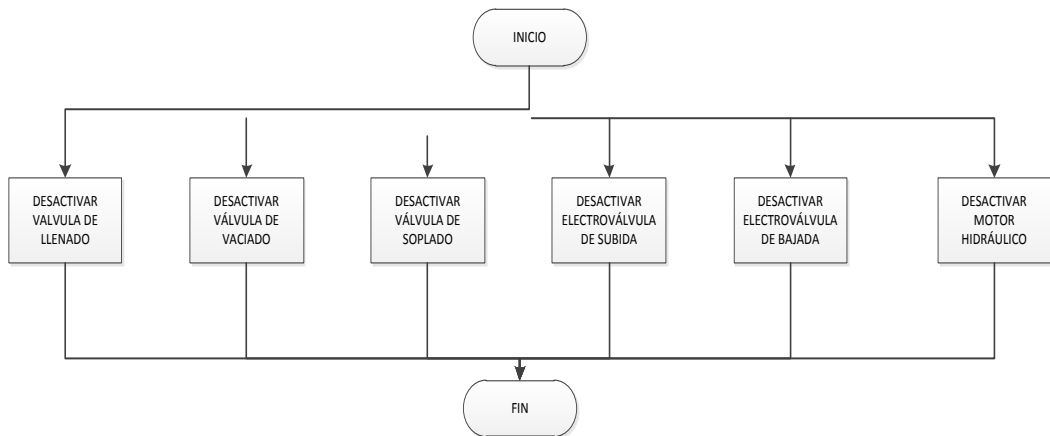 INICIO
DESACTIVAR
VALVULA DE
LLENADO
DESACTIVAR
VÁLVULA DE
VACIADO
DESACTIVAR
VÁLVULA DE
SOPLADO
DESACTIVAR
ELECTROVÁLVULA
DE SUBIDA
DESACTIVAR
ELECTROVÁLVULA
DE BAJADA
DESACTIVAR
MOTOR
HIDRÁULICO
FIN